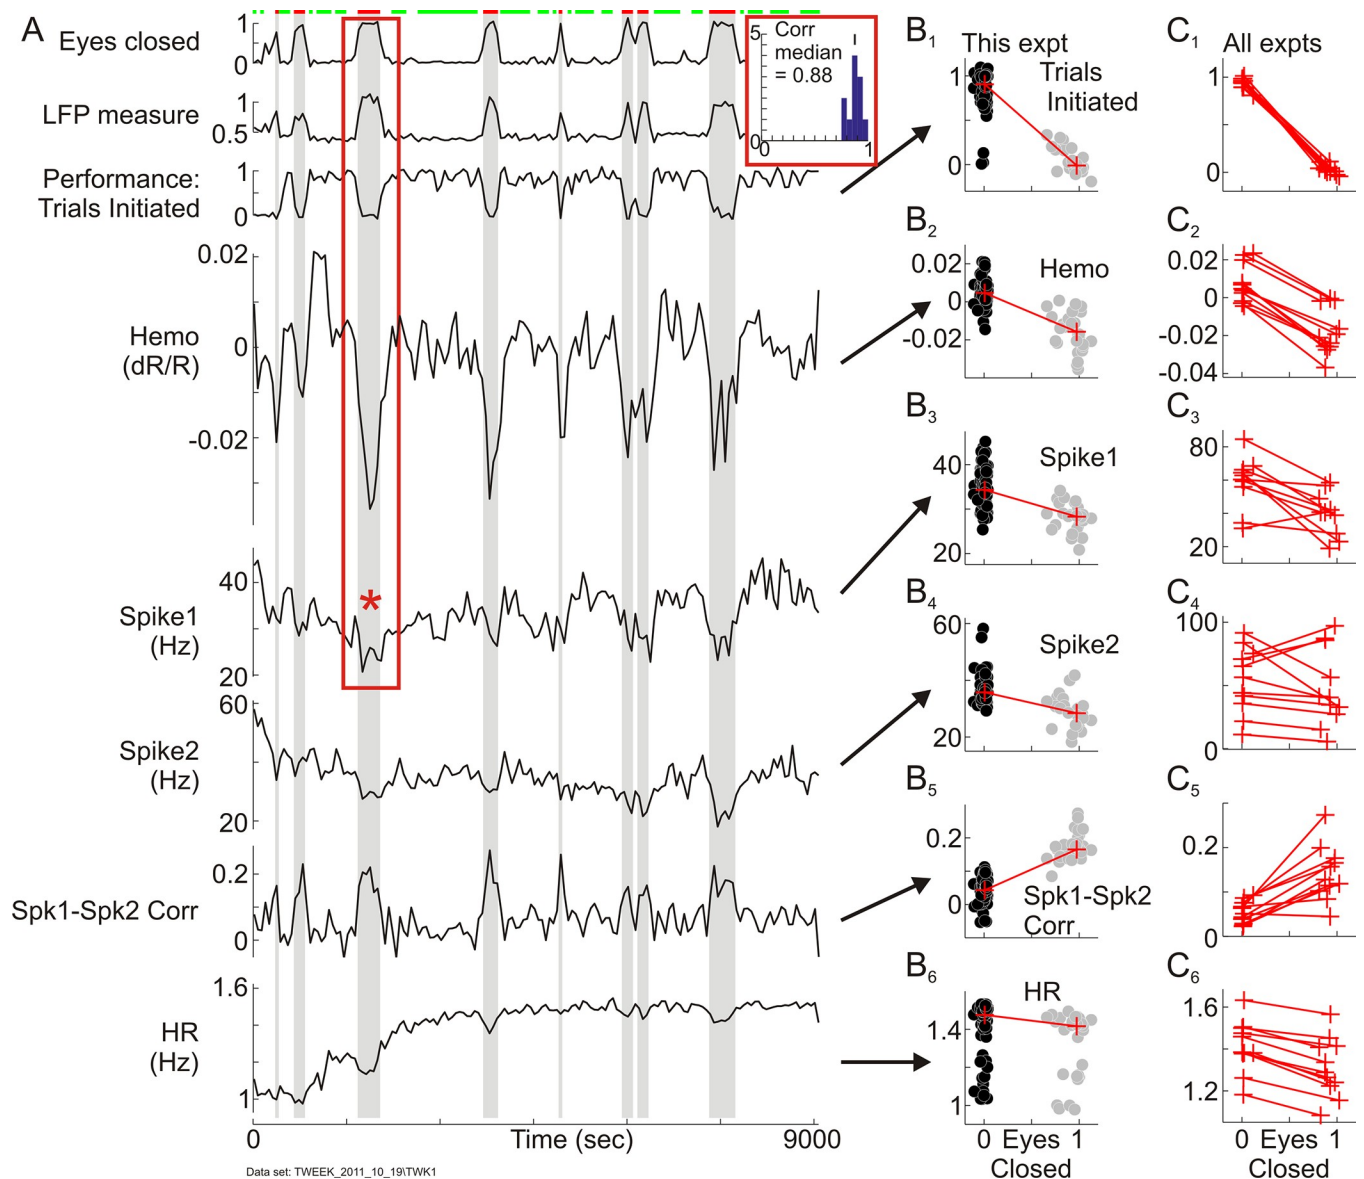 A
Eyes closed
1
0
LFP measure
1
0.5
Performance:
Trials Initiated
1
0
Hemo
(dR/R)
0.02
0
-0.02
Spike1
(Hz)
40
20
*
Spike2
(Hz)
60
20
Spk1-Spk2 Corr
0.2
0
HR
(Hz)
1.6
1
0
Time (sec)
9000
Data set: TWEEK_2011_10_19\TWK1
5
Corr
median
= 0.88
0
0
1
B1
This expt
Trials
Initiated
1
0
B2
Hemo
0.02
0
-0.02
B3
Spike1
40
20
B4
Spike2
60
20
B5
0.2
0
Spk1-Spk2
Corr
B6
HR
1.4
1
0 Eyes 1
Closed
C1
All expts
1
0
C2
0.02
0
-0.02
-0.04
C3
80
20
C4
100
0
C5
0.2
0
C6
1.6
1.2
0 Eyes 1
Closed